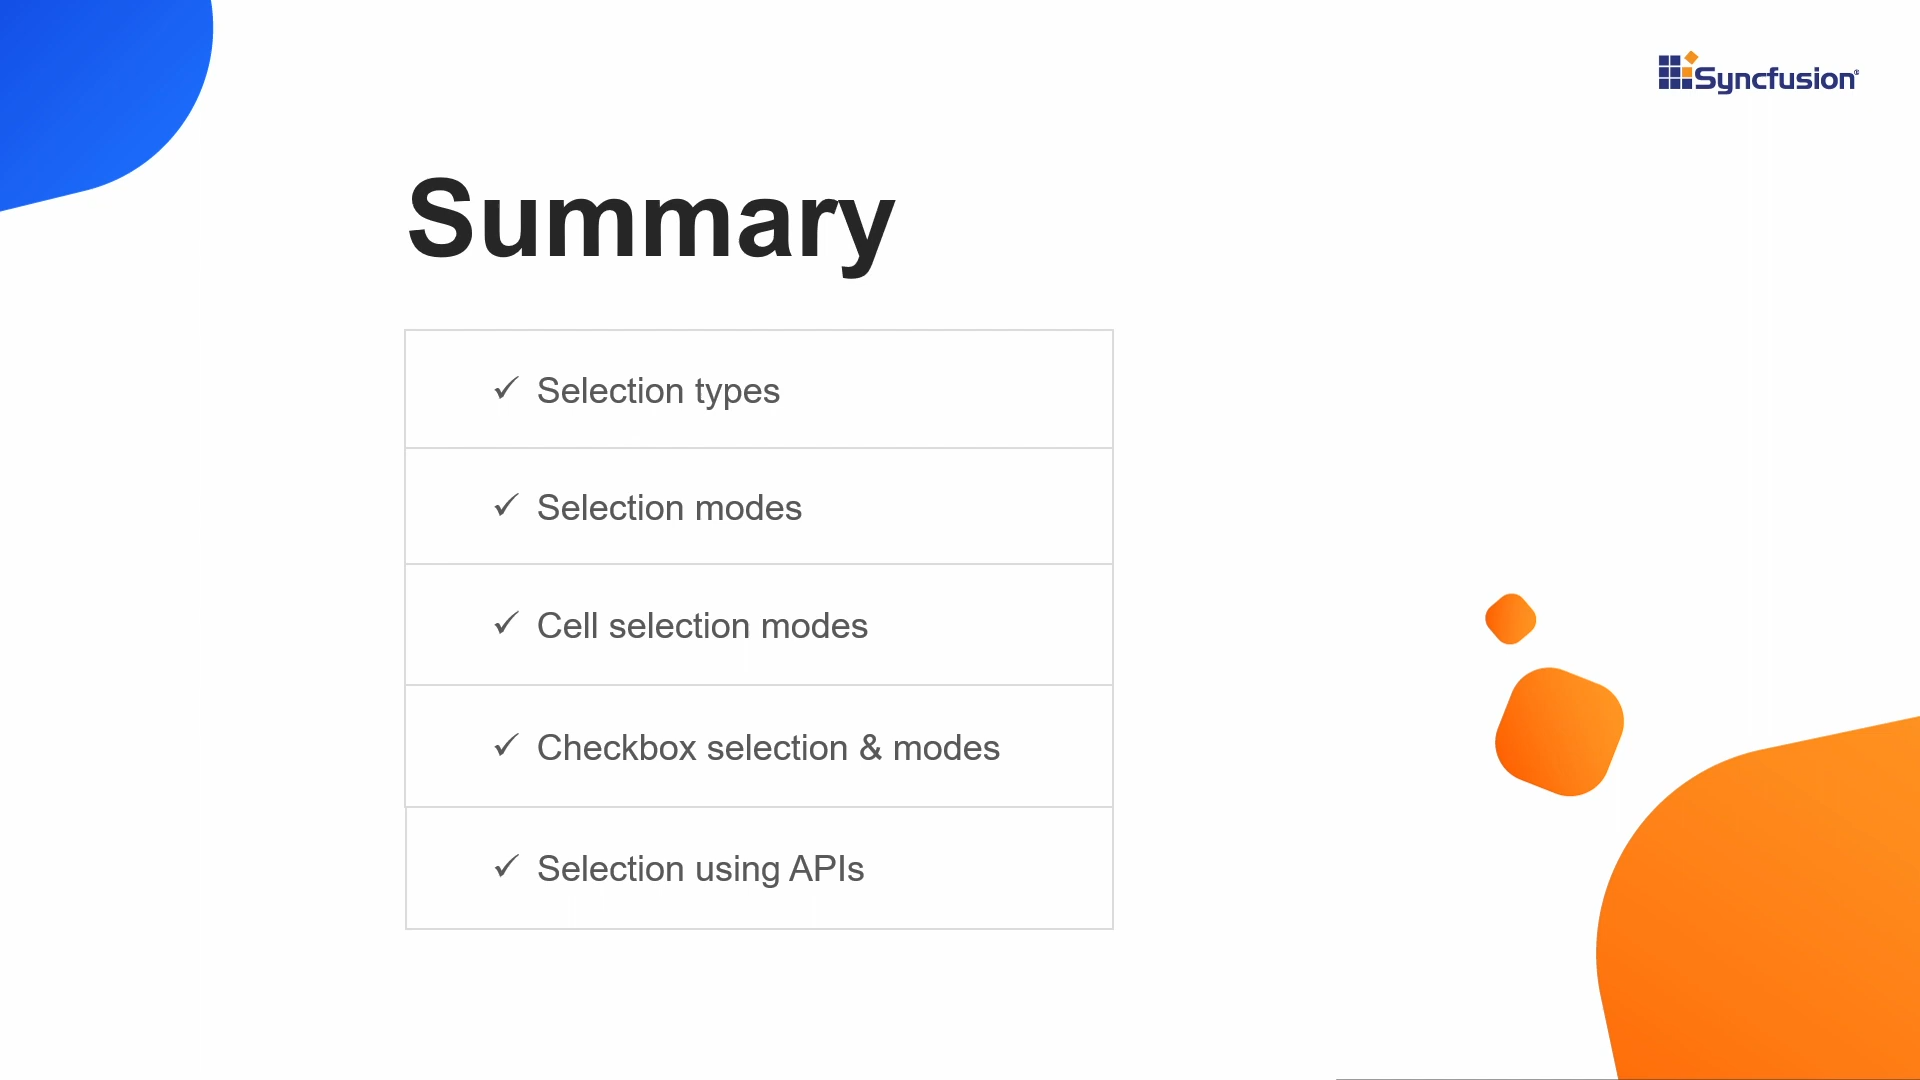 Syncfusion®
Summary
✓ Selection types
✓ Selection modes
✓ Cell selection modes
✓ Checkbox selection & modes
✓ Selection using APIs